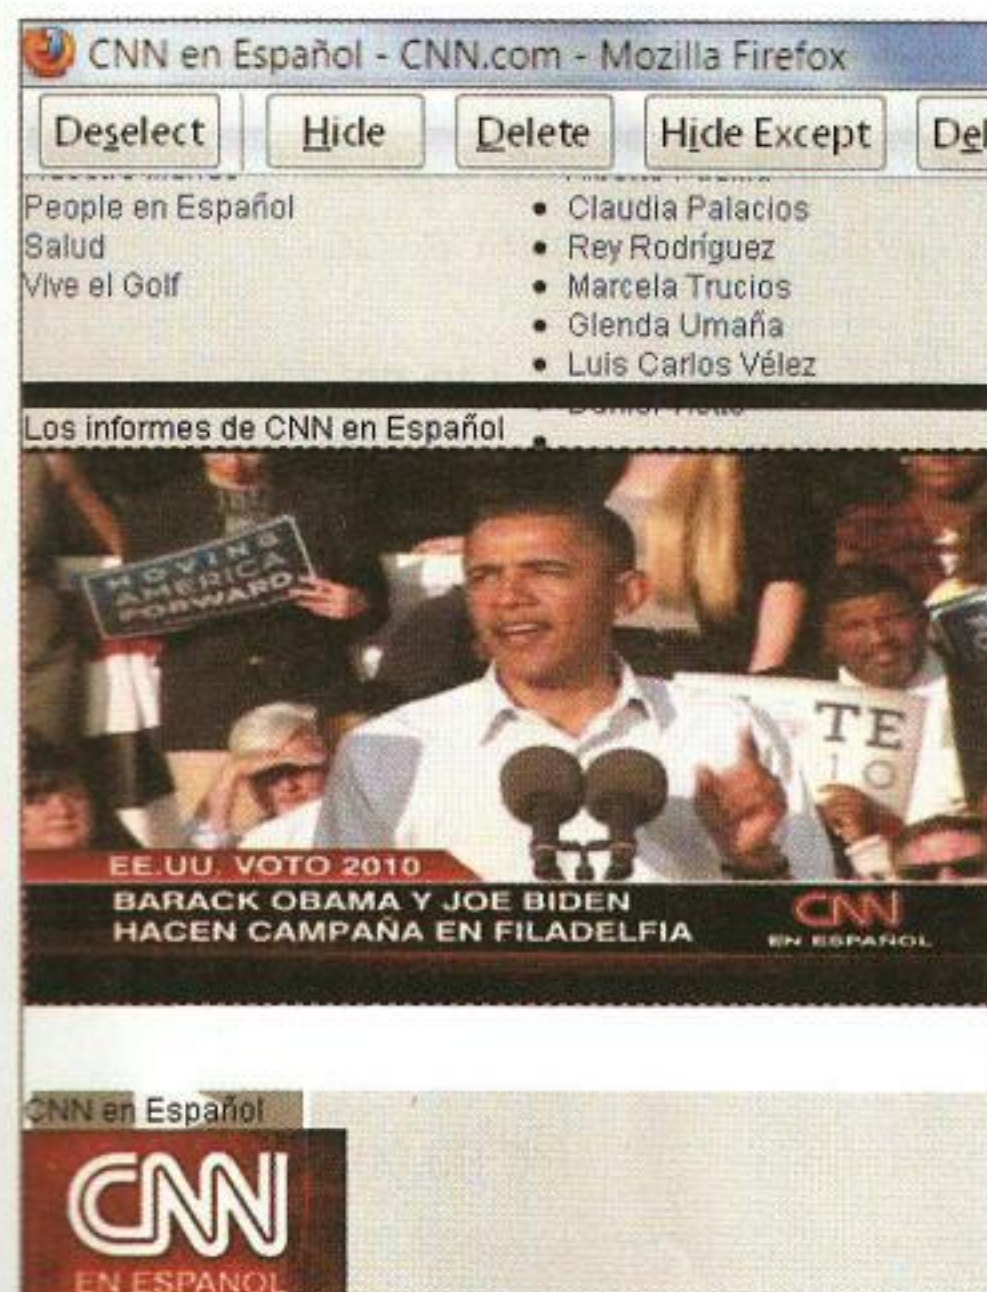 CNN en Español - CNN.com - Mozilla Firefox
Deselect Hide Delete Hide Except
People en Español
Salud
Vive el Golf
• Claudia Palacios
• Rey Rodríguez
• Marcela Trucios
• Glenda Umaña
• Luis Carlos Vélez
Los informes de CNN en Español
MOVING
AMERICA
FORWARD
TE
EE.UU. VOTO 2010
BARACK OBAMA Y JOE BIDEN
HACEN CAMPAÑA EN FILADELFIA
CNN
EN ESPAÑOL
CNN en Español
CNN
EN ESPAÑOL